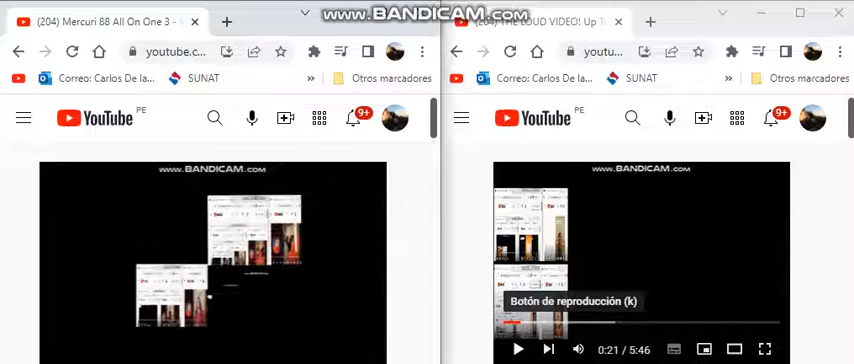 www.BANDICAM.com
(204) Mercuri 88 All On One 3 -
(204) THE LOUD VIDEO! Up
youtube.c...
youtu...
Correo: Carlos De la...
SUNAT
»
Otros marcadores
Correo: Carlos De la...
SUNAT
»
Otros marcadores
YouTube PE
9+
YouTube PE
9+
www.BANDICAM.com
www.BANDICAM.com
Botón de reproducción (k)
0:21 / 5:46